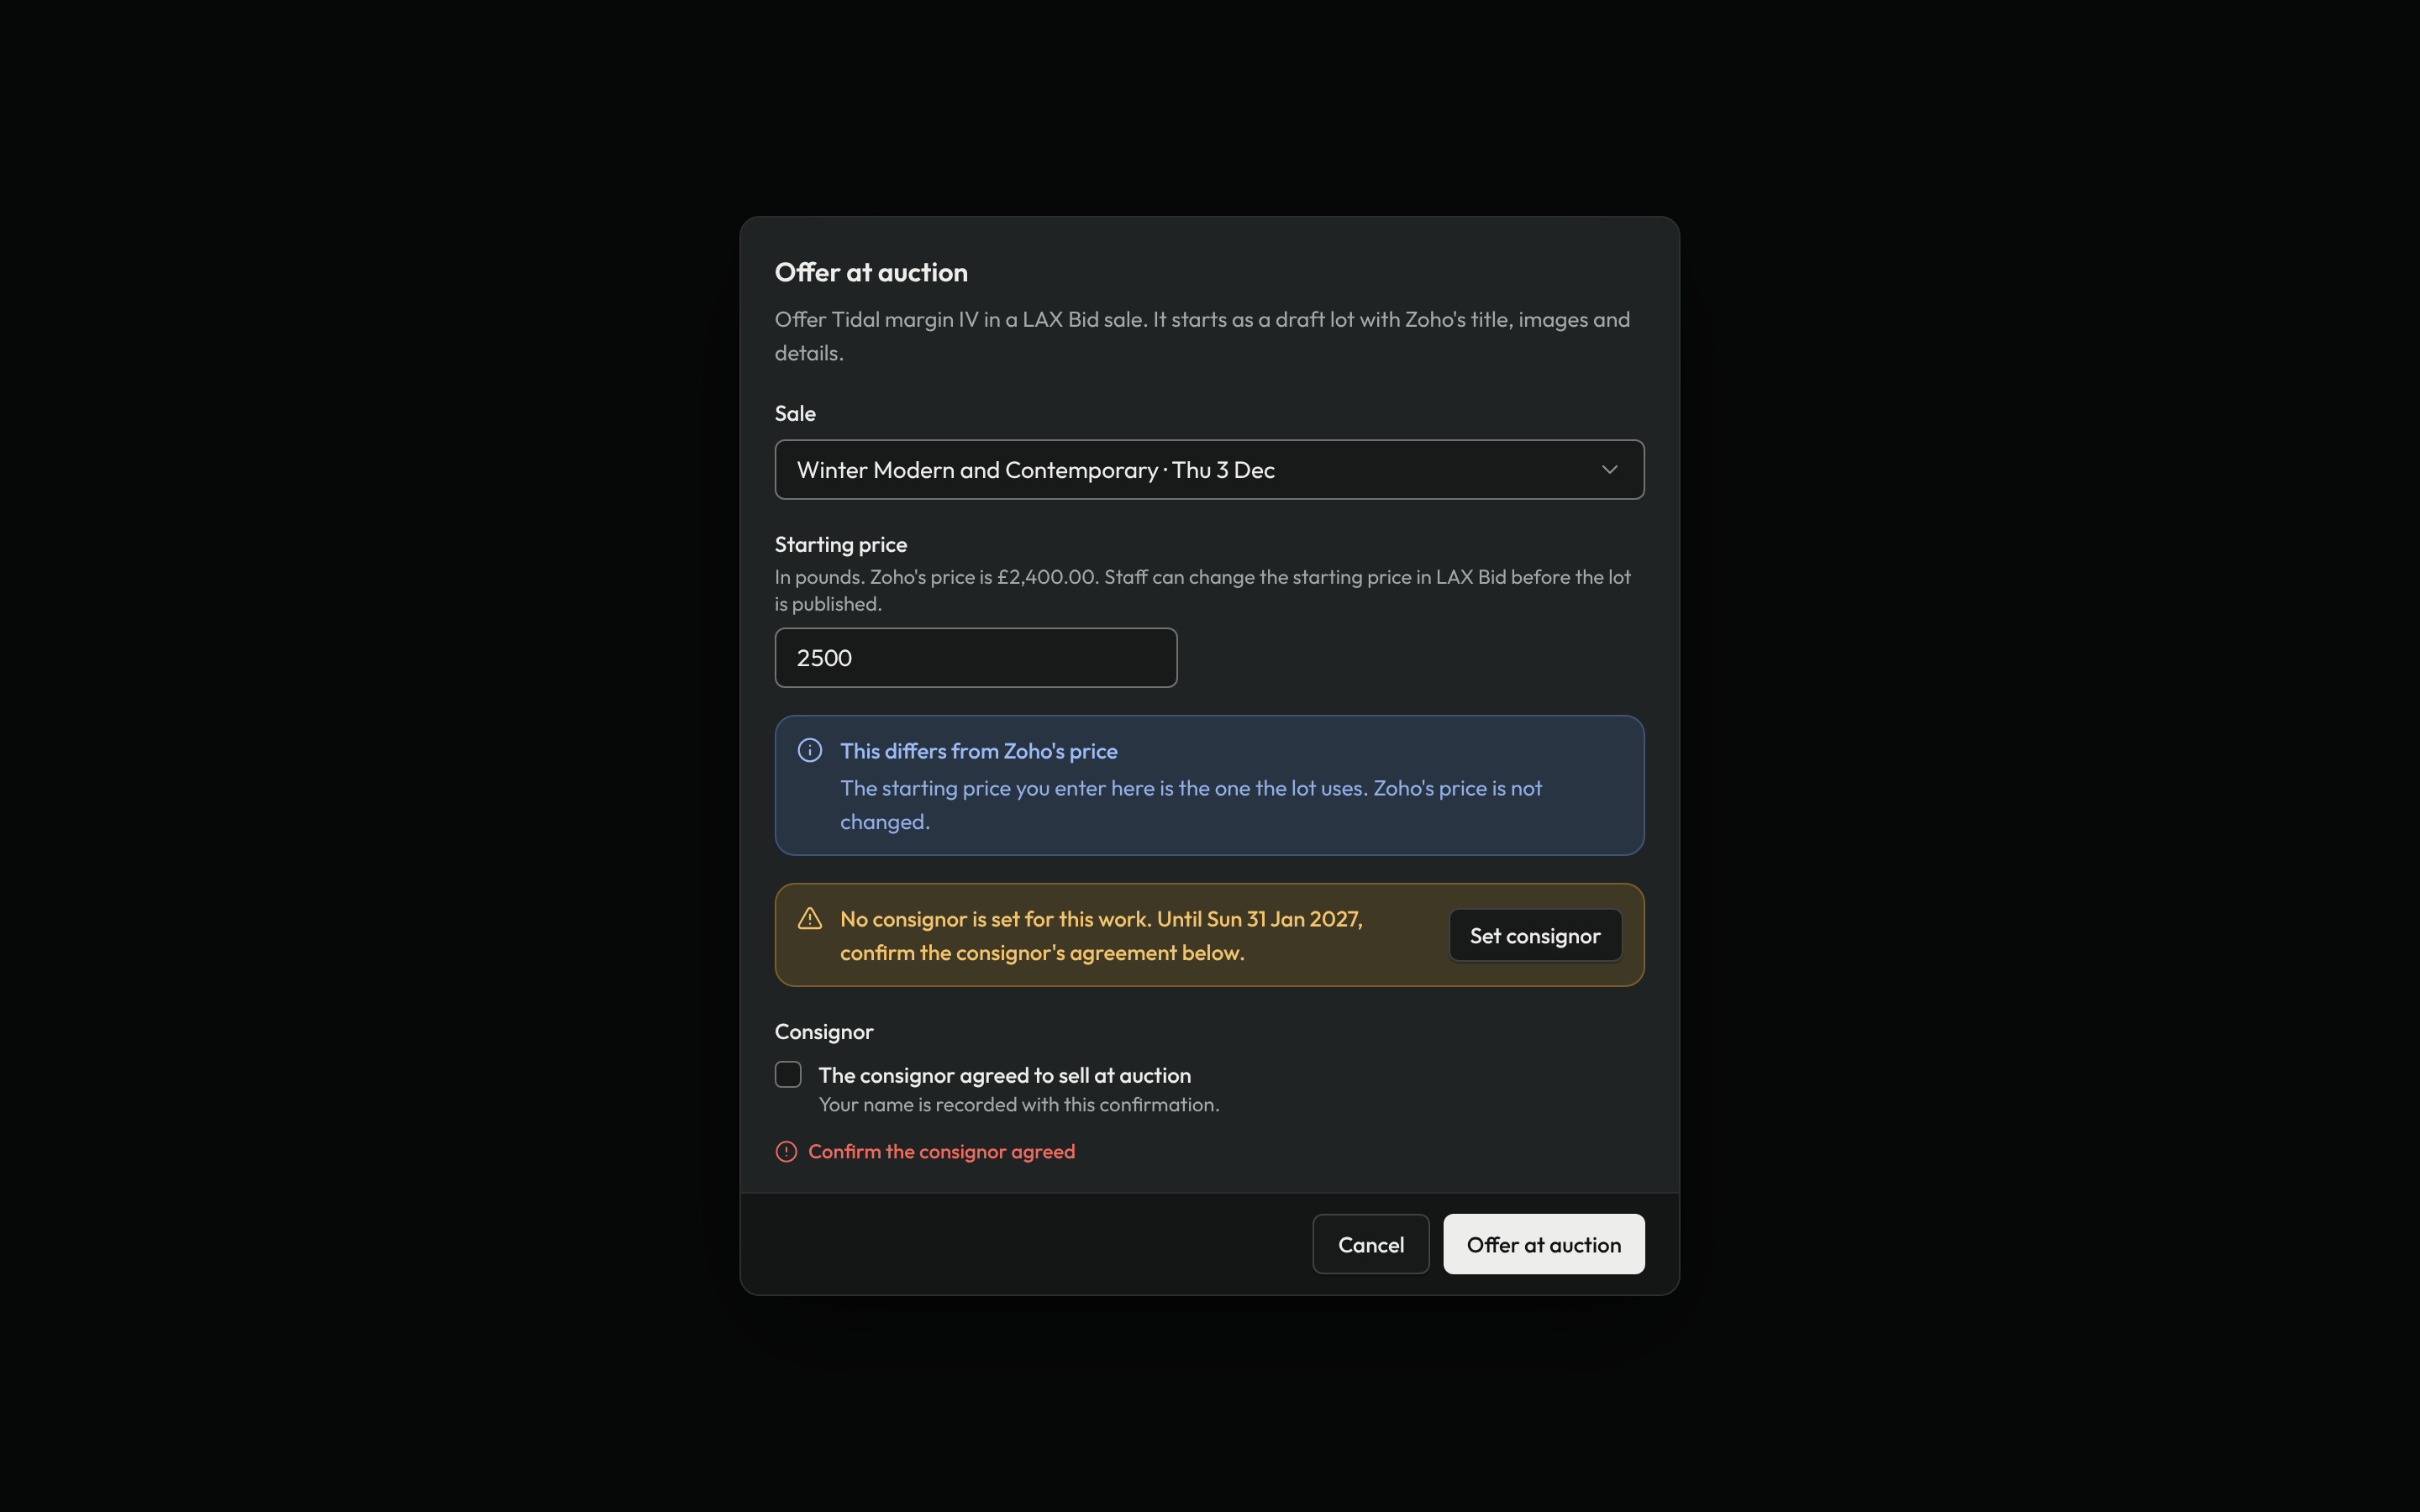 Offer at auction
Offer Tidal margin IV in a LAX Bid sale. It starts as a draft lot with Zoho's title, images and
details.
Sale
Winter Modern and Contemporary · Thu 3 Dec
Starting price
In pounds. Zoho's price is £2,400.00. Staff can change the starting price in LAX Bid before the lot
is published.
2500
This differs from Zoho's price
The starting price you enter here is the one the lot uses. Zoho's price is not
changed.
No consignor is set for this work. Until Sun 31 Jan 2027,
confirm the consignor's agreement below.
Set consignor
Consignor
The consignor agreed to sell at auction
Your name is recorded with this confirmation.
Confirm the consignor agreed
Cancel
Offer at auction